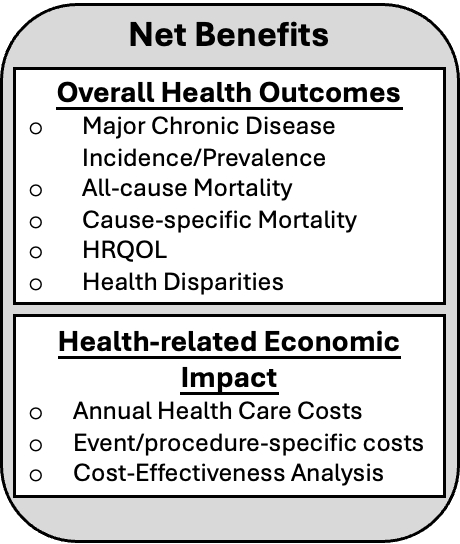 Net Benefits
Overall Health Outcomes
○ Major Chronic Disease
Incidence/Prevalence
○ All-cause Mortality
○ Cause-specific Mortality
○ HRQOL
○ Health Disparities
Health-related Economic
Impact
○ Annual Health Care Costs
○ Event/procedure-specific costs
○ Cost-Effectiveness Analysis